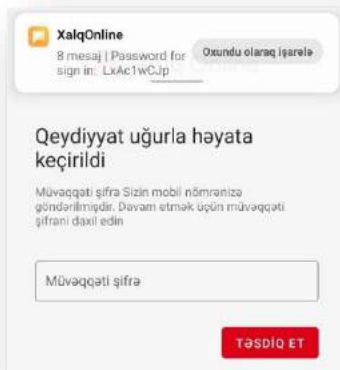 XalqOnline
8 mesaj | Password for
sign in: LxAc1wCJp
Oxundu olaraq işarələ
Qeydiyyat uğurla həyata
keçirildi
Müvəqqəti şifrə Sizin mobil nömrənizə
göndərilmişdir. Davam etmək üçün müvəqqəti
şifrəni daxil edin
Müvəqqəti şifrə
TƏSDİQ ET